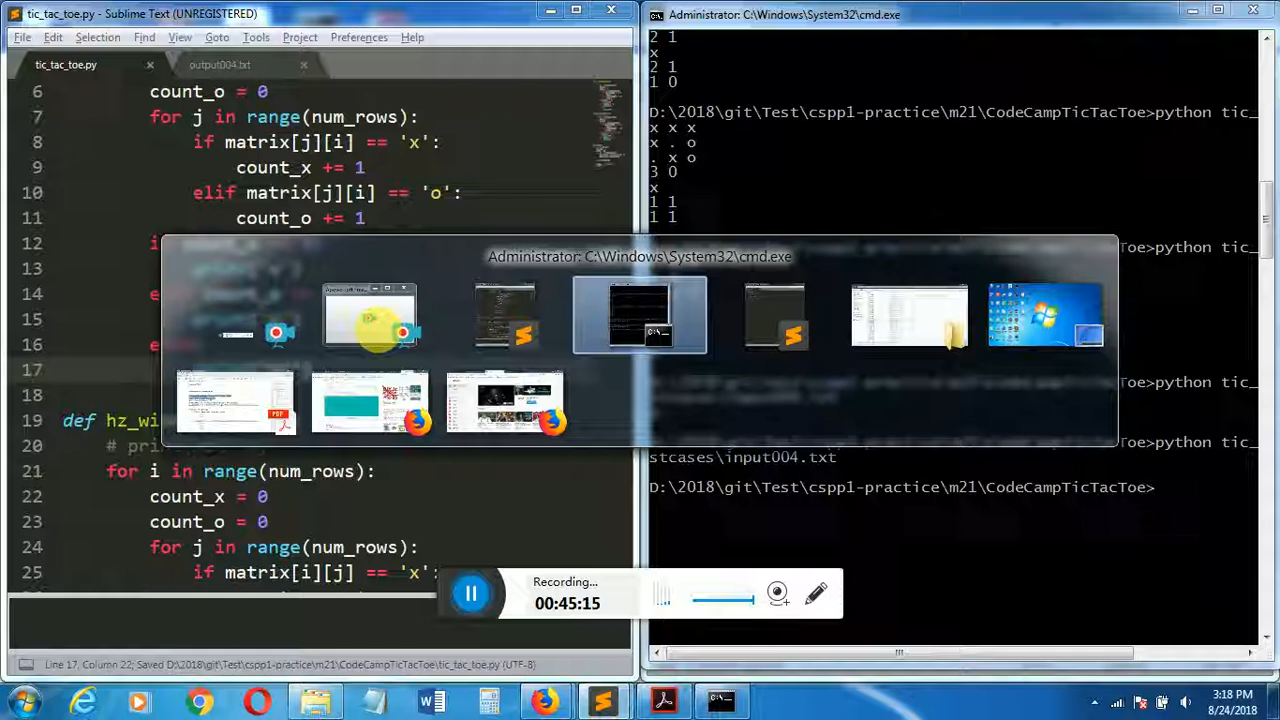 tic_tac_toe.py - Sublime Text (UNREGISTERED)
File Edit Selection Find View Goto Tools Project Preferences Help
tic_tac_toe.py
output004.txt
6 count_o = 0
7 for j in range(num_rows):
8 if matrix[j][i] == 'x':
9 count_x += 1
10 elif matrix[j][i] == 'o':
11 count_o += 1
12
13
14
15
16
17
18
19 def hz_wi
20
21 for i in range(num_rows):
22 count_x = 0
23 count_o = 0
24 for j in range(num_rows):
25 if matrix[i][j] == 'x':
Line 17, Column 22; Saved D:\2018\git\Test\cspp1-practice\m21\CodeCampTicTacToe\tic_tac_toe.py (UTF-8)
Administrator: C:\Windows\System32\cmd.exe
2 1
x
2 1
1 0
D:\2018\git\Test\cspp1-practice\m21\CodeCampTicTacToe>python tic_
x x x
x . o
. x o
3 0
x
1 1
1 1
Toe>python tic_
Toe>python tic_
Toe>python tic_
stcases\input004.txt
D:\2018\git\Test\cspp1-practice\m21\CodeCampTicTacToe>
Administrator: C:\Windows\System32\cmd.exe
PDF
Recording...
00:45:15
3:18 PM
8/24/2018